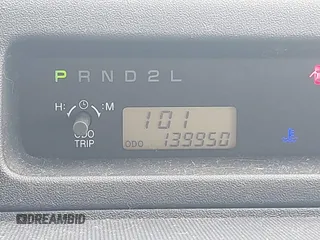 P R N D 2 L
H: :M
ODO
TRIP
101
ODO 139950
DREAMBID